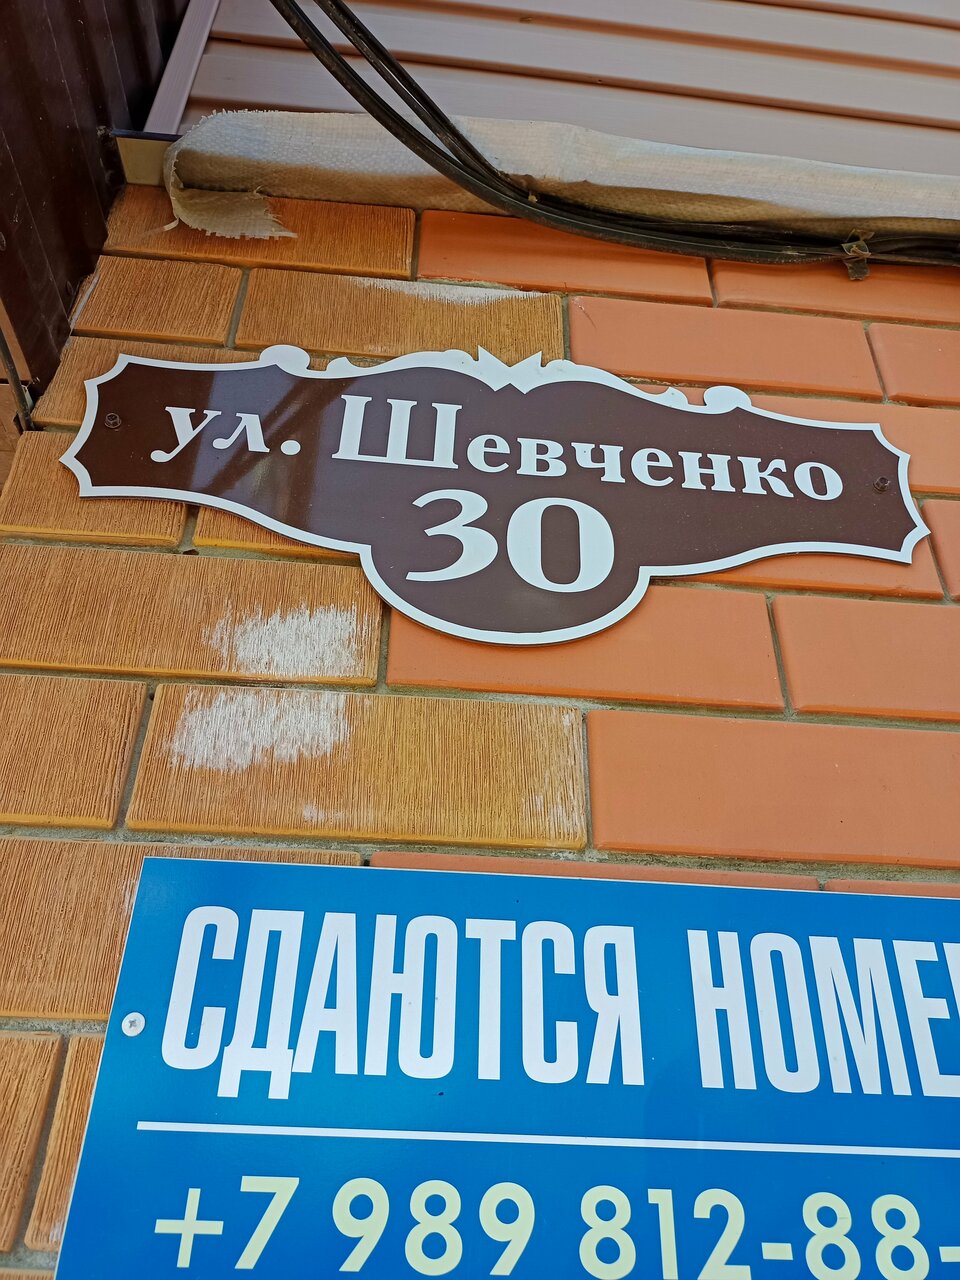 ул. Шевченко
30
СДАЮТСЯ НОМЕ
+7 989 812-88-